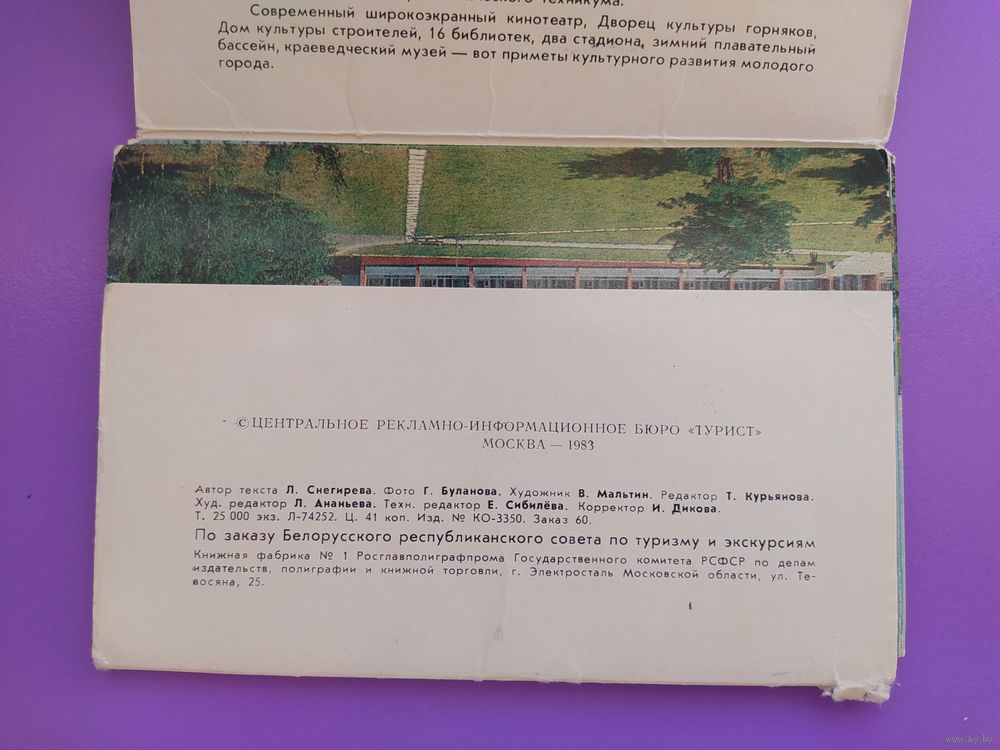 техникума.
Современный широкоэкранный кинотеатр, Дворец культуры горняков,
Дом культуры строителей, 16 библиотек, два стадиона, зимний плавательный
бассейн, краеведческий музей — вот приметы культурного развития молодого
города.
© ЦЕНТРАЛЬНОЕ РЕКЛАМНО-ИНФОРМАЦИОННОЕ БЮРО «ТУРИСТ»
МОСКВА — 1983
Автор текста Л. Снегирева. Фото Г. Буланова. Художник В. Мальтин. Редактор Т. Курьянова.
Худ. редактор Л. Ананьева. Техн. редактор Е. Сибилёва. Корректор И. Дикова.
Т. 25 000 экз. Л-74252. Ц. 41 коп. Изд. № КО-3350. Заказ 60.
По заказу Белорусского республиканского совета по туризму и экскурсиям
Книжная фабрика № 1 Росглавполиграфпрома Государственного комитета РСФСР по делам
издательств, полиграфии и книжной торговли, г. Электросталь Московской области, ул. Те-
восяна, 25.
www.ay.by